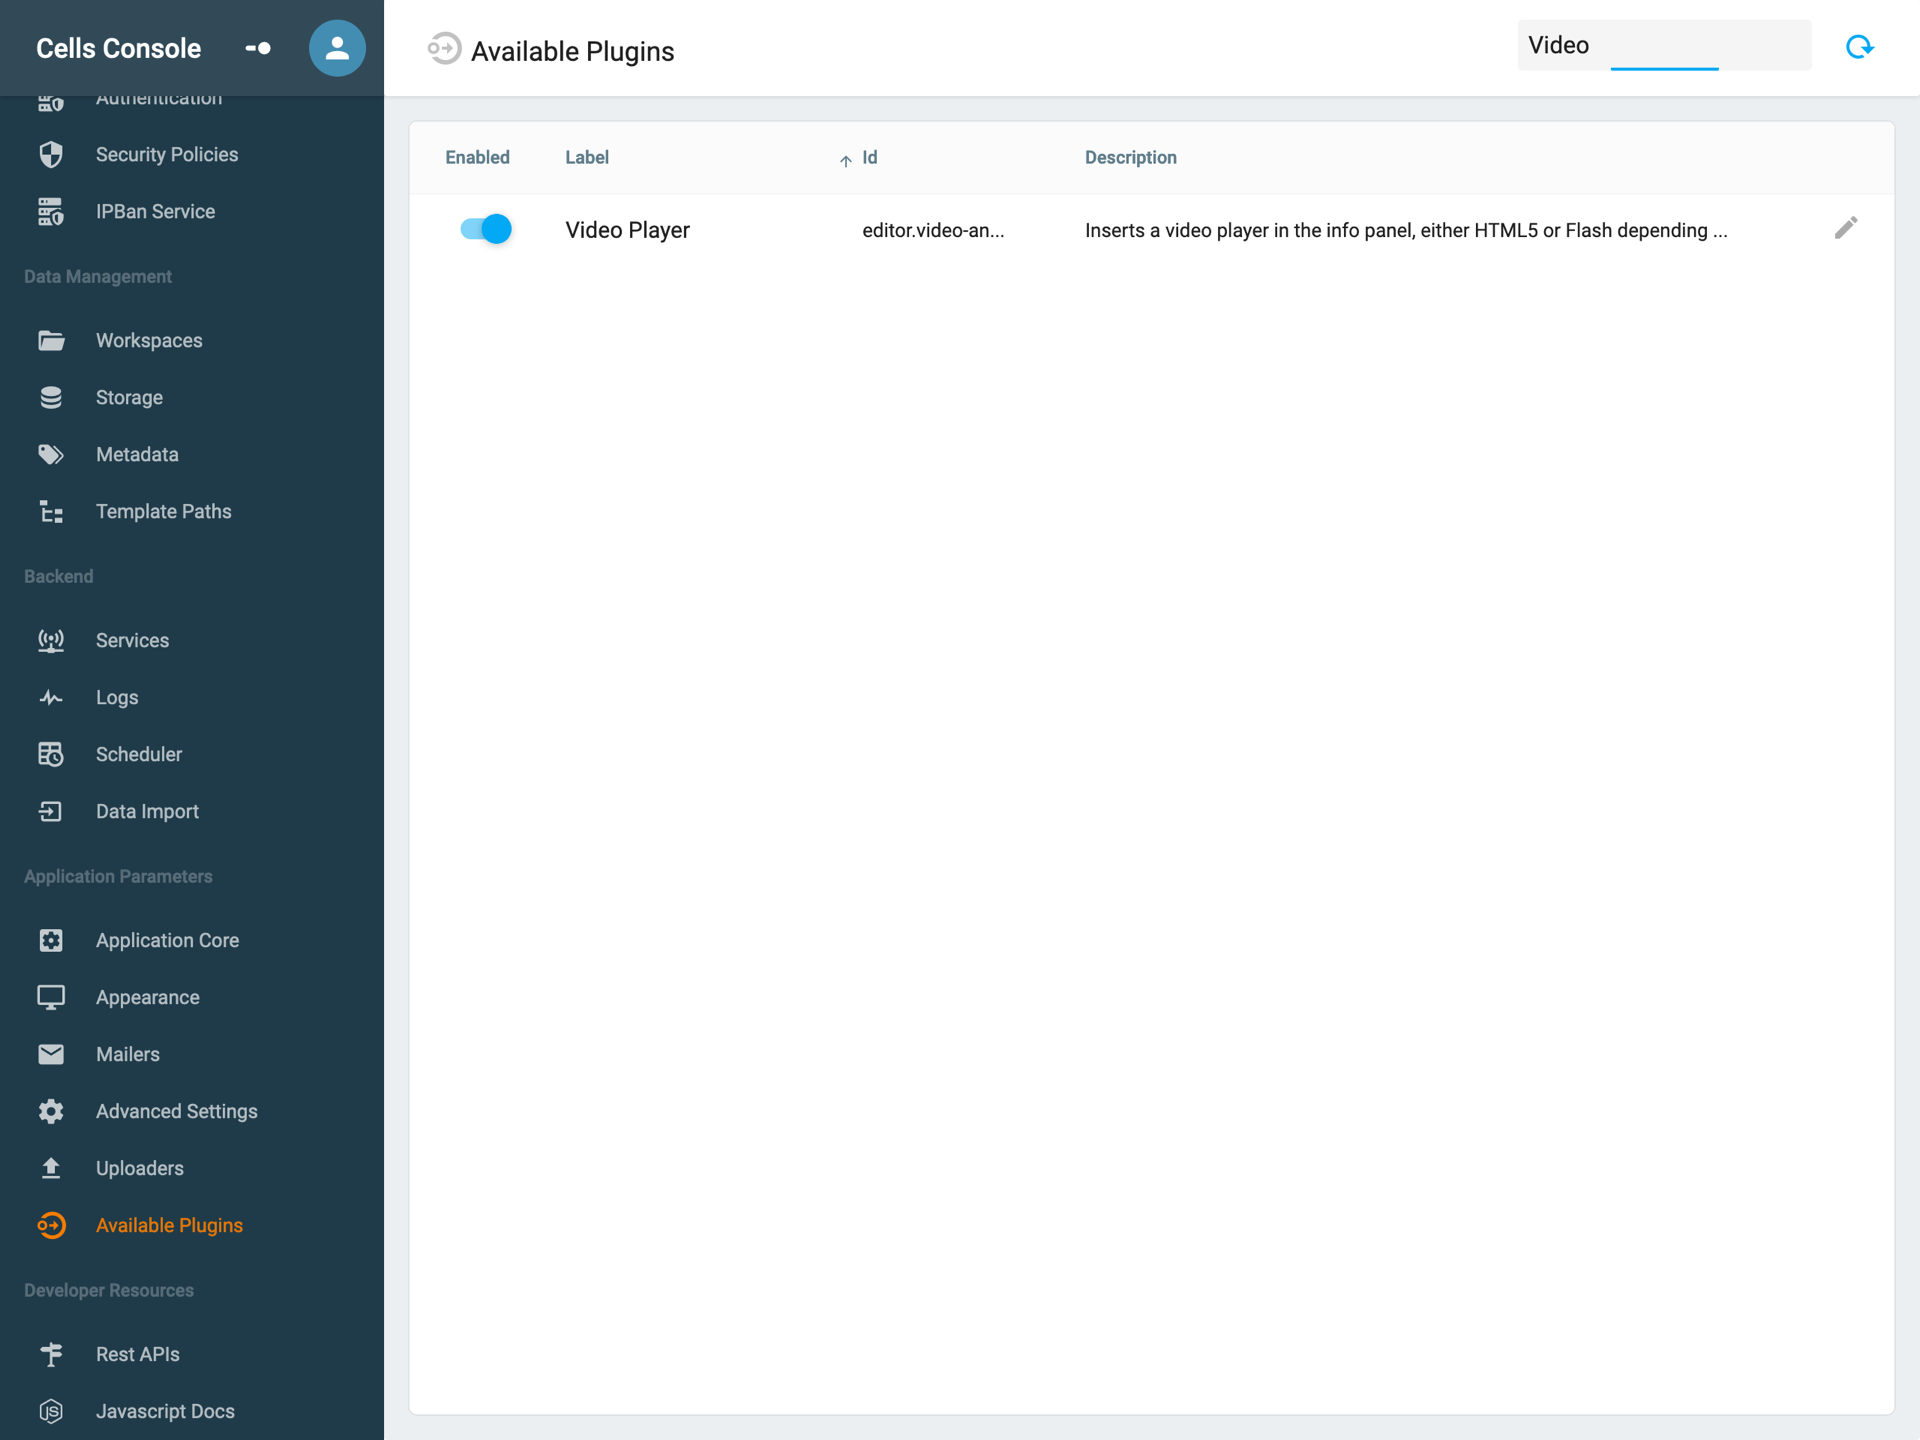 Cells Console
Available Plugins
Video
Authentication
Security Policies
IPBan Service
Data Management
Workspaces
Storage
Metadata
Template Paths
Backend
Services
Logs
Scheduler
Data Import
Application Parameters
Application Core
Appearance
Mailers
Advanced Settings
Uploaders
Available Plugins
Developer Resources
Rest APIs
Javascript Docs
Enabled Label Id Description
Video Player editor.video-an... Inserts a video player in the info panel, either HTML5 or Flash depending ...